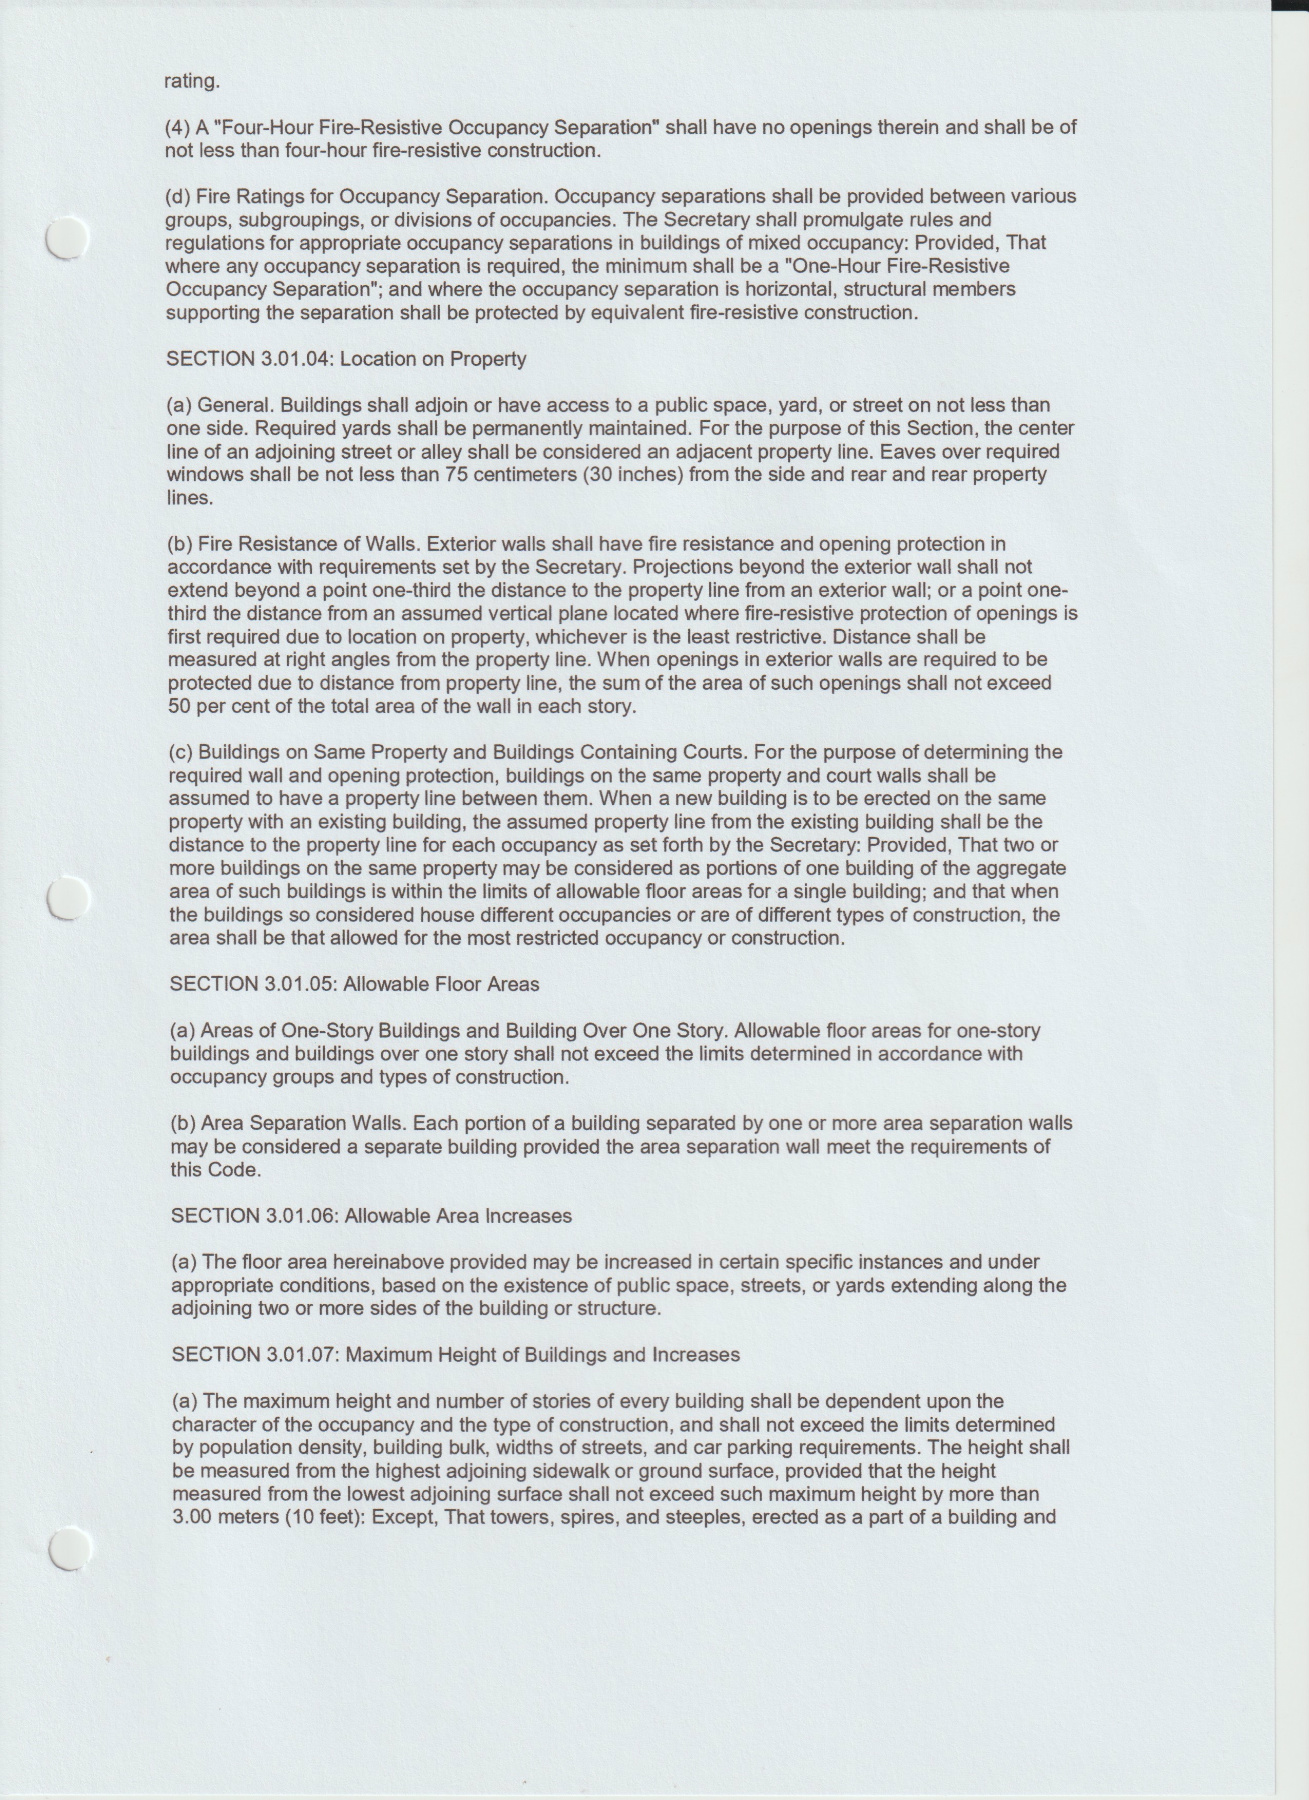 rating.
(4) A "Four-Hour Fire-Resistive Occupancy Separation" shall have no openings therein and shall be of
not less than four-hour fire-resistive construction.
(d) Fire Ratings for Occupancy Separation. Occupancy separations shall be provided between various
groups, subgroupings, or divisions of occupancies. The Secretary shall promulgate rules and
regulations for appropriate occupancy separations in buildings of mixed occupancy: Provided, That
where any occupancy separation is required, the minimum shall be a "One-Hour Fire-Resistive
Occupancy Separation"; and where the occupancy separation is horizontal, structural members
supporting the separation shall be protected by equivalent fire-resistive construction.
SECTION 3.01.04: Location on Property
(a) General. Buildings shall adjoin or have access to a public space, yard, or street on not less than
one side. Required yards shall be permanently maintained. For the purpose of this Section, the center
line of an adjoining street or alley shall be considered an adjacent property line. Eaves over required
windows shall be not less than 75 centimeters (30 inches) from the side and rear and rear property
lines.
(b) Fire Resistance of Walls. Exterior walls shall have fire resistance and opening protection in
accordance with requirements set by the Secretary. Projections beyond the exterior wall shall not
extend beyond a point one-third the distance to the property line from an exterior wall; or a point one-
third the distance from an assumed vertical plane located where fire-resistive protection of openings is
first required due to location on property, whichever is the least restrictive. Distance shall be
measured at right angles from the property line. When openings in exterior walls are required to be
protected due to distance from property line, the sum of the area of such openings shall not exceed
50 per cent of the total area of the wall in each story.
(c) Buildings on Same Property and Buildings Containing Courts. For the purpose of determining the
required wall and opening protection, buildings on the same property and court walls shall be
assumed to have a property line between them. When a new building is to be erected on the same
property with an existing building, the assumed property line from the existing building shall be the
distance to the property line for each occupancy as set forth by the Secretary: Provided, That two or
more buildings on the same property may be considered as portions of one building of the aggregate
area of such buildings is within the limits of allowable floor areas for a single building; and that when
the buildings so considered house different occupancies or are of different types of construction, the
area shall be that allowed for the most restricted occupancy or construction.
SECTION 3.01.05: Allowable Floor Areas
(a) Areas of One-Story Buildings and Building Over One Story. Allowable floor areas for one-story
buildings and buildings over one story shall not exceed the limits determined in accordance with
occupancy groups and types of construction.
(b) Area Separation Walls. Each portion of a building separated by one or more area separation walls
may be considered a separate building provided the area separation wall meet the requirements of
this Code.
SECTION 3.01.06: Allowable Area Increases
(a) The floor area hereinabove provided may be increased in certain specific instances and under
appropriate conditions, based on the existence of public space, streets, or yards extending along the
adjoining two or more sides of the building or structure.
SECTION 3.01.07: Maximum Height of Buildings and Increases
(a) The maximum height and number of stories of every building shall be dependent upon the
character of the occupancy and the type of construction, and shall not exceed the limits determined
by population density, building bulk, widths of streets, and car parking requirements. The height shall
be measured from the highest adjoining sidewalk or ground surface, provided that the height
measured from the lowest adjoining surface shall not exceed such maximum height by more than
3.00 meters (10 feet): Except, That towers, spires, and steeples, erected as a part of a building and